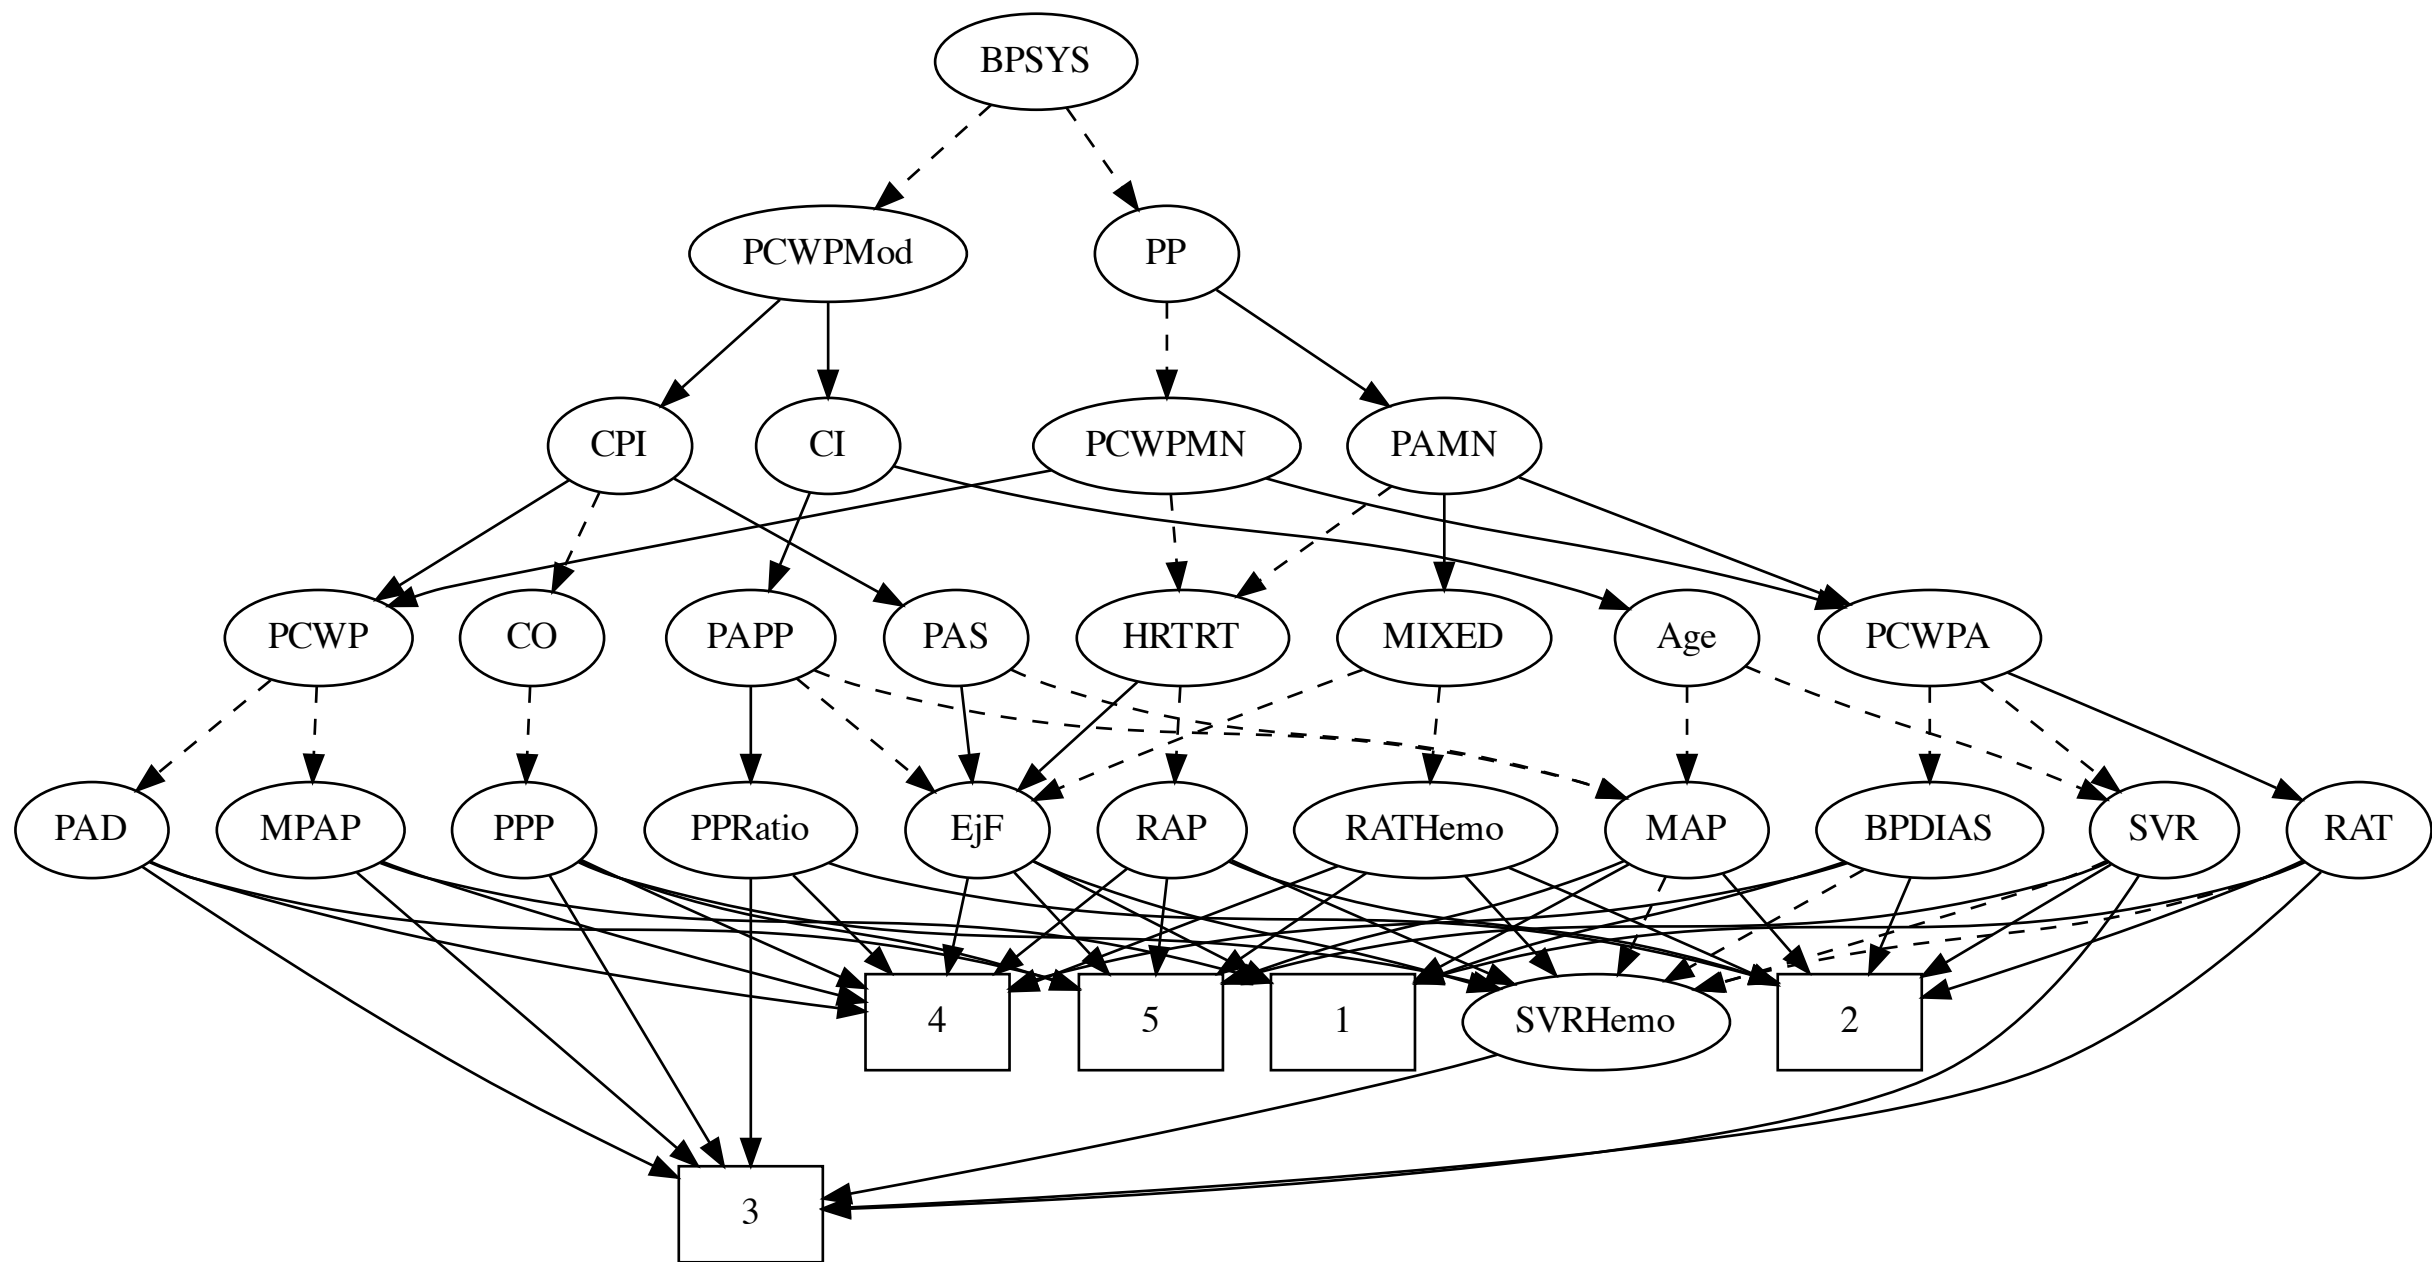 BPSYS
PCWPMod
PP
CPI
CI
PCWPMN
PAMN
PCWP
CO
PAPP
PAS
HRTRT
MIXED
Age
PCWPA
PAD
MPAP
PPP
PPRatio
EjF
RAP
RATHemo
MAP
BPDIAS
SVR
RAT
4
5
1
SVRHemo
2
3